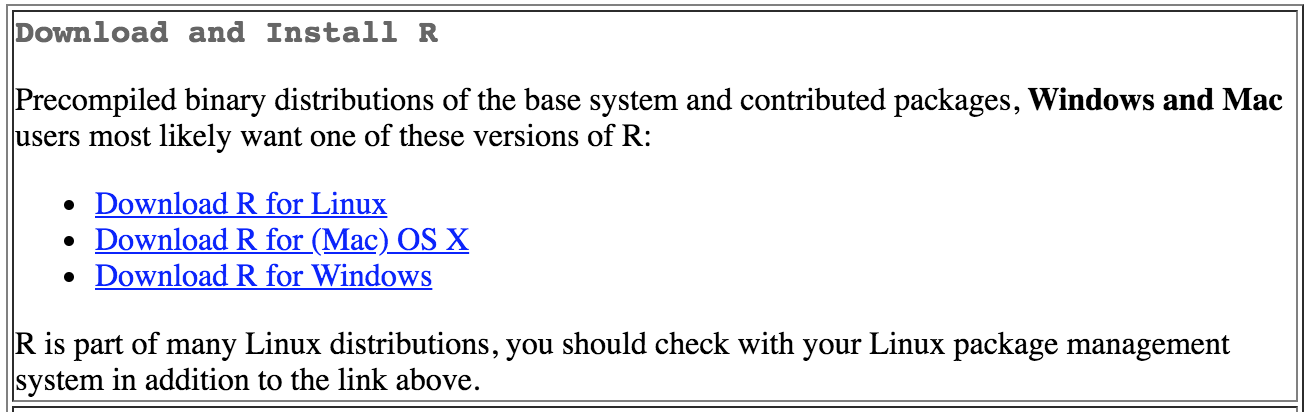 Download and Install R
Precompiled binary distributions of the base system and contributed packages, Windows and Mac
users most likely want one of these versions of R:
• Download R for Linux
• Download R for (Mac) OS X
• Download R for Windows
R is part of many Linux distributions, you should check with your Linux package management
system in addition to the link above.